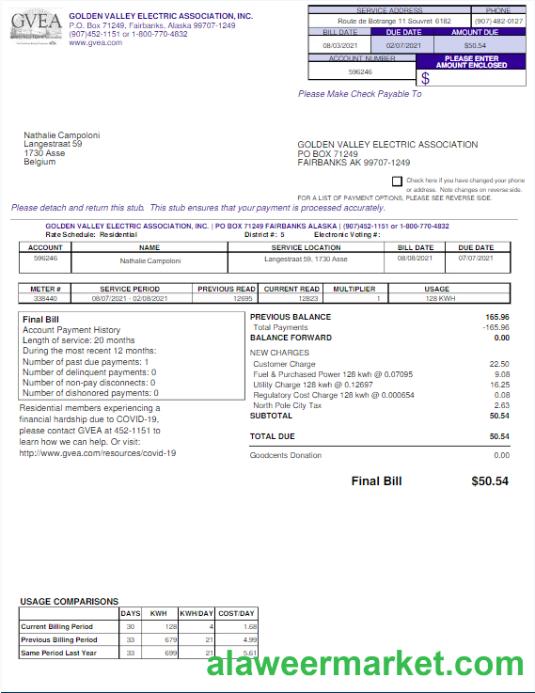 GVEA
GOLDEN VALLEY ELECTRIC ASSOCIATION, INC.
P.O. Box 71249, Fairbanks, Alaska 99707-1249
(907)452-1151 or 1-800-770-4832
www.gvea.com
SERVICE ADDRESS PHONE
Route de Botrange 11 Souvret 6182 (907)482-0127
BILL DATE DUE DATE AMOUNT DUE
08/03/2021 02/07/2021 $50.54
ACCOUNT NUMBER PLEASE ENTER AMOUNT ENCLOSED
596246 $
Please Make Check Payable To
Nathalie Campoloni
Langestraat 59
1730 Asse
Belgium
GOLDEN VALLEY ELECTRIC ASSOCIATION
PO BOX 71249
FAIRBANKS AK 99707-1249
Check here if you have changed your phone
or address. Note changes on reverse side.
FOR A LIST OF PAYMENT OPTIONS, PLEASE SEE REVERSE SIDE.
Please detach and return this stub. This stub ensures that your payment is processed accurately.
GOLDEN VALLEY ELECTRIC ASSOCIATION, INC. | PO BOX 71249 FAIRBANKS ALASKA | (907)452-1151 or 1-800-770-4832
Rate Schedule: Residential District #: 5 Electronic Voting #:
ACCOUNT NAME SERVICE LOCATION BILL DATE DUE DATE
596246 Nathalie Campoloni Langestraat 59, 1730 Asse 08/08/2021 07/07/2021
METER # SERVICE PERIOD PREVIOUS READ CURRENT READ MULTIPLIER USAGE
338440 08/07/2021 - 02/08/2021 12695 12823 1 128 KWH
Final Bill
Account Payment History
Length of service: 20 months
During the most recent 12 months:
Number of past due payments: 1
Number of delinquent payments: 0
Number of non-pay disconnects: 0
Number of dishonored payments: 0
Residential members experiencing a
financial hardship due to COVID-19,
please contact GVEA at 452-1151 to
learn how we can help. Or visit:
http://www.gvea.com/resources/covid-19
PREVIOUS BALANCE 165.96
Total Payments -165.96
BALANCE FORWARD 0.00
NEW CHARGES
Customer Charge 22.50
Fuel & Purchased Power 128 kwh @ 0.07095 9.08
Utility Charge 128 kwh @ 0.12697 16.25
Regulatory Cost Charge 128 kwh @ 0.000654 0.08
North Pole City Tax 2.63
SUBTOTAL 50.54
TOTAL DUE 50.54
Goodcents Donation 0.00
Final Bill $50.54
USAGE COMPARISONS
DAYS KWH KWH/DAY COST/DAY
Current Billing Period 30 128 4 1.68
Previous Billing Period 33 679 21 4.99
Same Period Last Year 33 699 21 5.61
alaweermarket.com